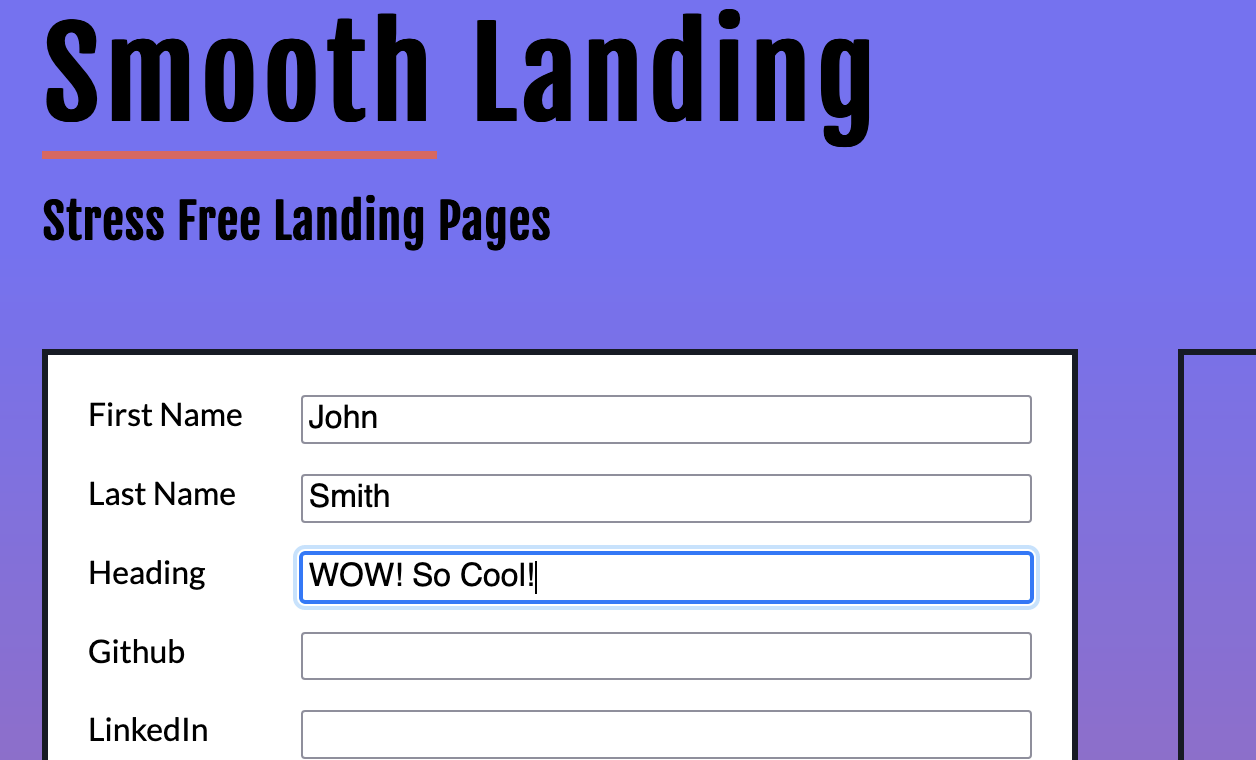 Smooth Landing
Stress Free Landing Pages
First Name John
Last Name Smith
Heading WOW! So Cool!
Github
LinkedIn